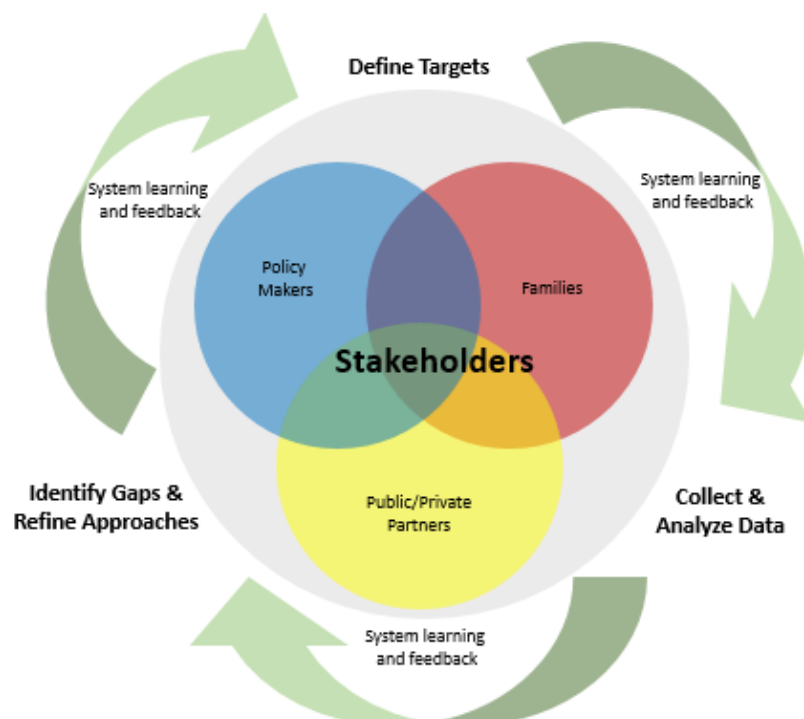 Define Targets
System learning
and feedback
System learning
and feedback
Policy
Makers
Families
Stakeholders
Identify Gaps &
Refine Approaches
Public/Private
Partners
Collect &
Analyze Data
System learning
and feedback